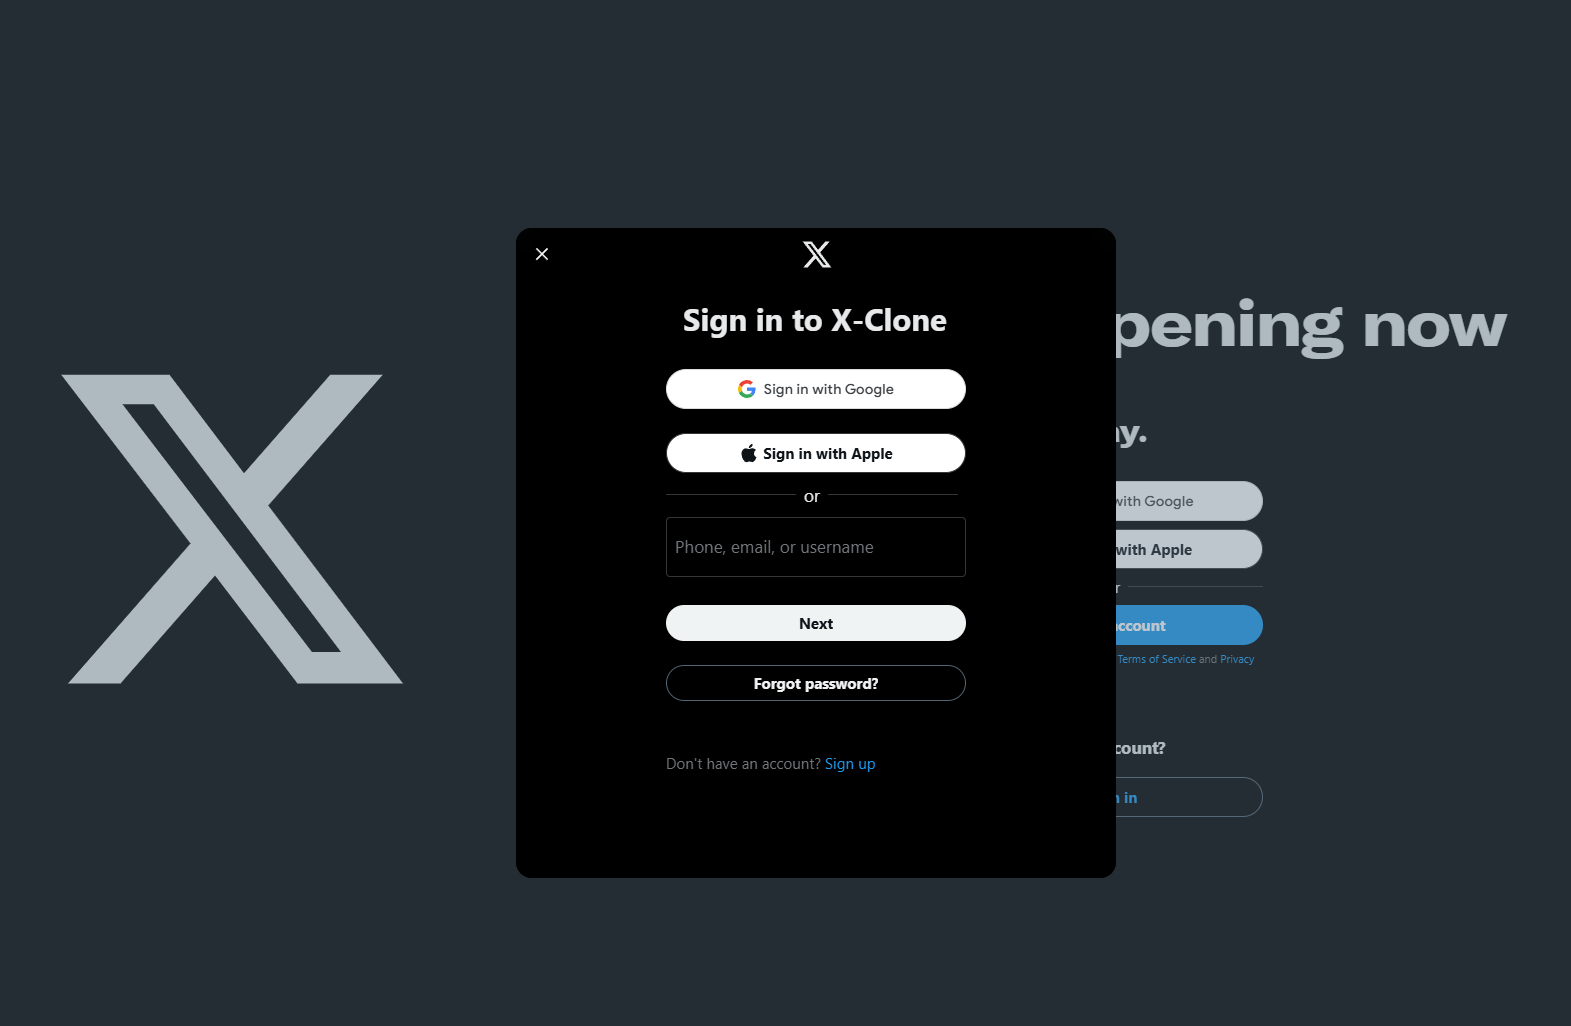 Sign in to X-Clone
Sign in with Google
Sign in with Apple
or
Phone, email, or username
Next
Forgot password?
Don't have an account? Sign up
pening now
y.
with Google
with Apple
r
ccount
Terms of Service and Privacy
count?
in